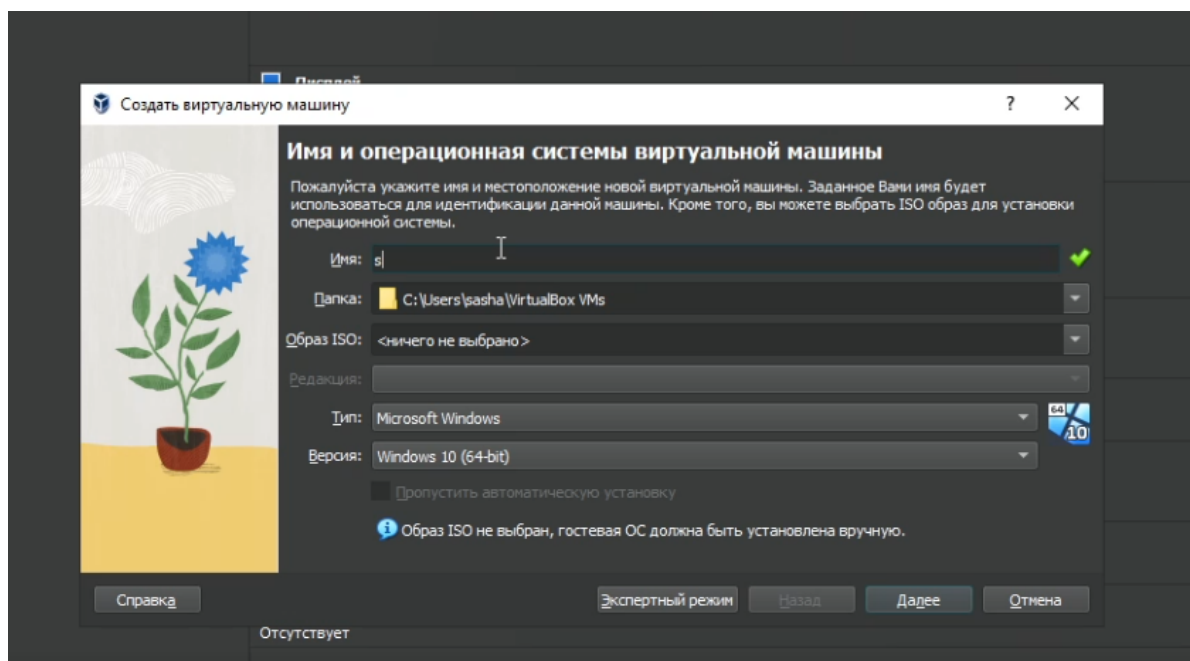 Дисплей
Создать виртуальную машину
?
Имя и операционная системы виртуальной машины
Пожалуйста укажите имя и местоположение новой виртуальной машины. Заданное Вами имя будет
использоваться для идентификации данной машины. Кроме того, вы можете выбрать ISO образ для установки
операционной системы.
Имя: s
Папка: C:\Users\sasha\VirtualBox VMs
Образ ISO: <ничего не выбрано>
Редакция:
Тип: Microsoft Windows
64
10
Версия: Windows 10 (64-bit)
Пропустить автоматическую установку
Образ ISO не выбран, гостевая ОС должна быть установлена вручную.
Справка Экспертный режим Назад Далее Отмена
Отсутствует